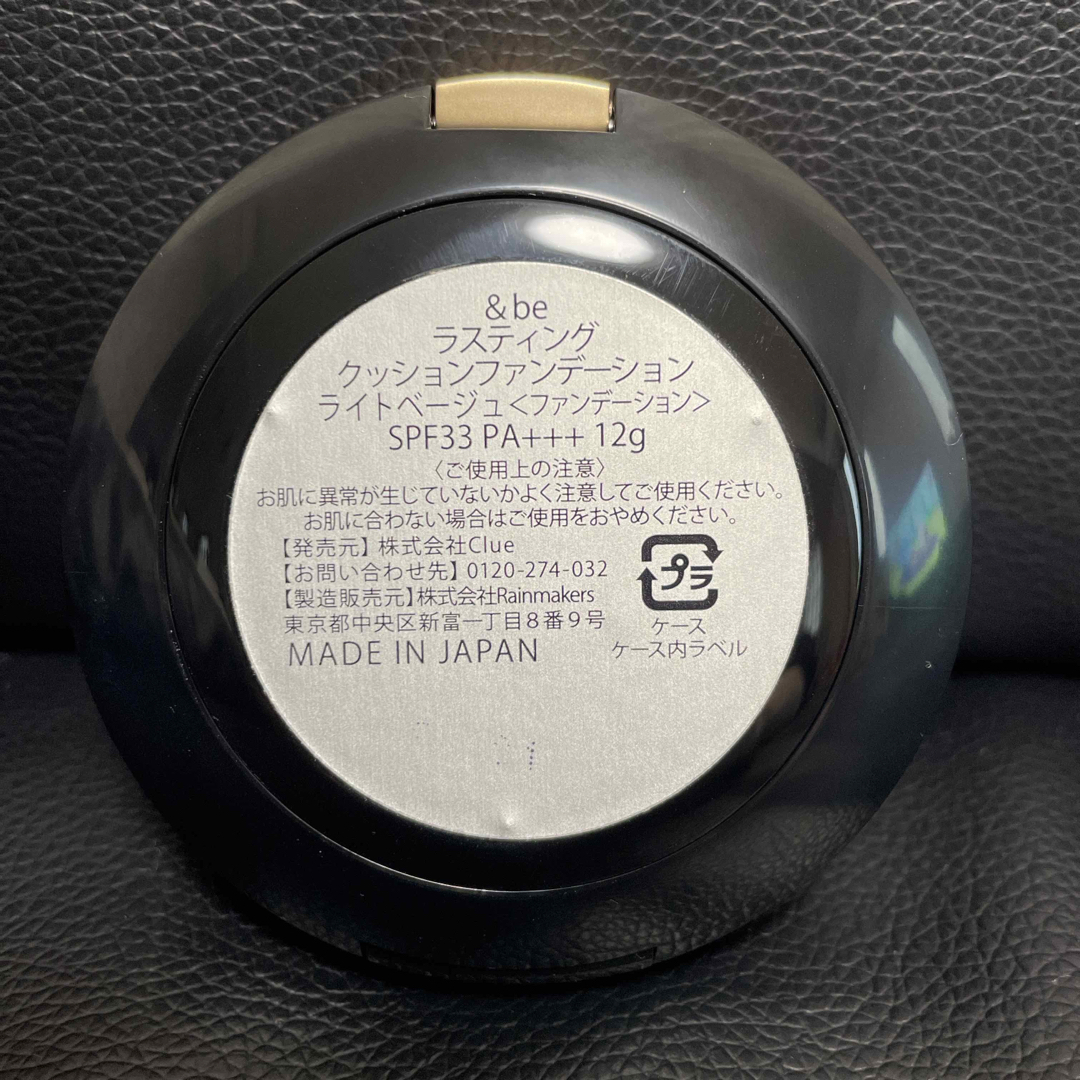 &be
ラスティング
クッションファンデーション
ライトベージュ<ファンデーション>
SPF33 PA+++ 12g
〈ご使用上の注意〉
お肌に異常が生じていないかよく注意してご使用ください。
お肌に合わない場合はご使用をおやめください。
【発売元】株式会社Clue
【お問い合わせ先】0120-274-032
【製造販売元】株式会社Rainmakers
東京都中央区新富一丁目8番9号
MADE IN JAPAN
プラ
ケース
ケース内ラベル